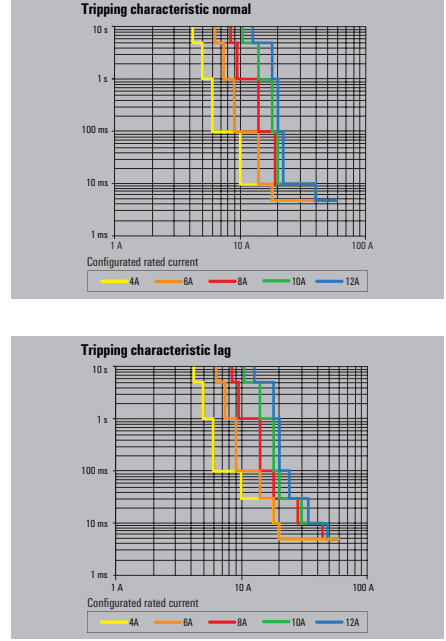 Tripping characteristic normal
10 s
1 s
100 ms
10 ms
1 ms
1 A 10 A 100 A
Configurated rated current
4A 6A 8A 10A 12A
Tripping characteristic lag
10 s
1 s
100 ms
10 ms
1 ms
1 A 10 A 100 A
Configurated rated current
4A 6A 8A 10A 12A